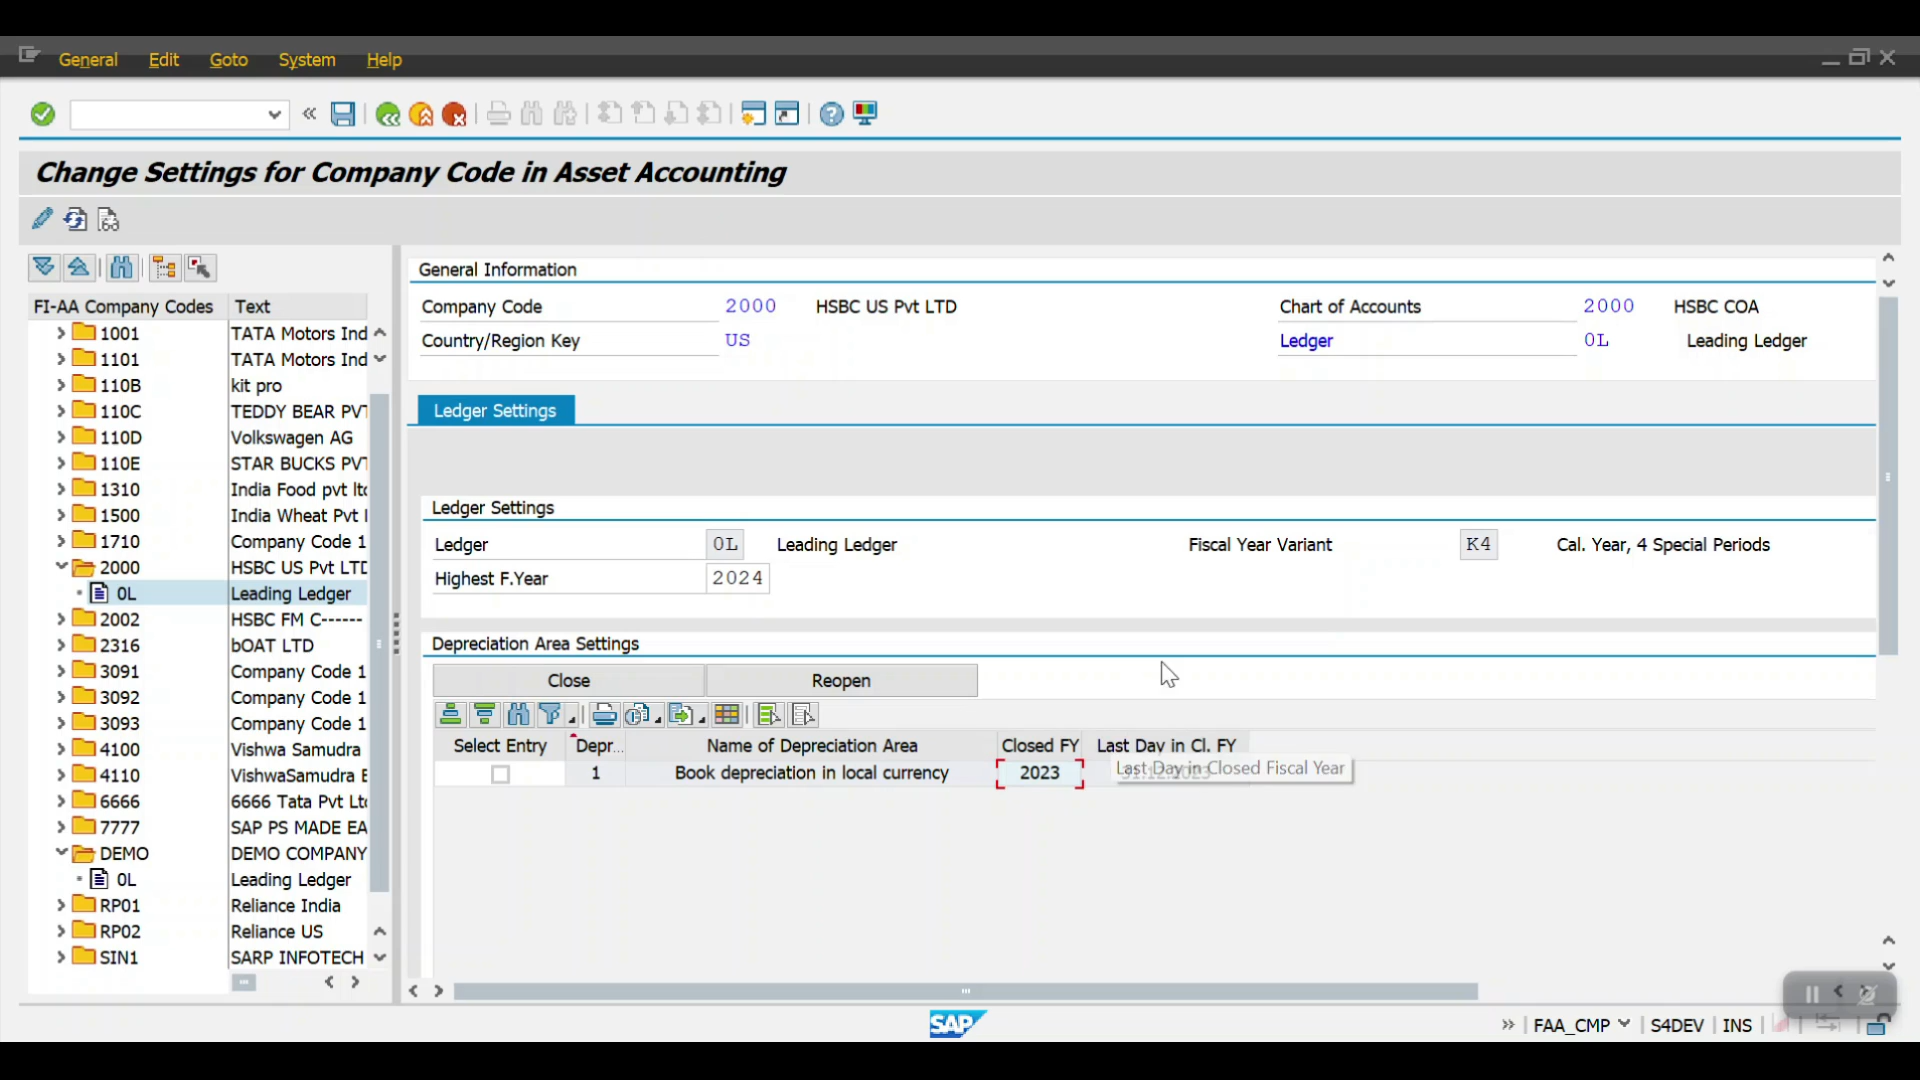 General Edit Goto System Help
Change Settings for Company Code in Asset Accounting
FI-AA Company Codes Text
1001 TATA Motors Ind
1101 TATA Motors Ind
110B kit pro
110C TEDDY BEAR PVT
110D Volkswagen AG
110E STAR BUCKS PVT
1310 India Food pvt ltd
1500 India Wheat Pvt l
1710 Company Code 1
2000 HSBC US Pvt LTD
0L Leading Ledger
2002 HSBC FM C------
2316 bOAT LTD
3091 Company Code 1
3092 Company Code 1
3093 Company Code 1
4100 Vishwa Samudra
4110 VishwaSamudra E
6666 6666 Tata Pvt Ltd
7777 SAP PS MADE EA
DEMO DEMO COMPANY
0L Leading Ledger
RP01 Reliance India
RP02 Reliance US
SIN1 SARP INFOTECH
General Information
Company Code 2000 HSBC US Pvt LTD Chart of Accounts 2000 HSBC COA
Country/Region Key US Ledger 0L Leading Ledger
Ledger Settings
Ledger Settings
Ledger 0L Leading Ledger Fiscal Year Variant K4 Cal. Year, 4 Special Periods
Highest F.Year 2024
Depreciation Area Settings
Close Reopen
Select Entry Depr... Name of Depreciation Area Closed FY Last Day in Cl. FY
1 Book depreciation in local currency 2023 31.12.2023
Last Day in Closed Fiscal Year
SAP FAA_CMP S4DEV INS